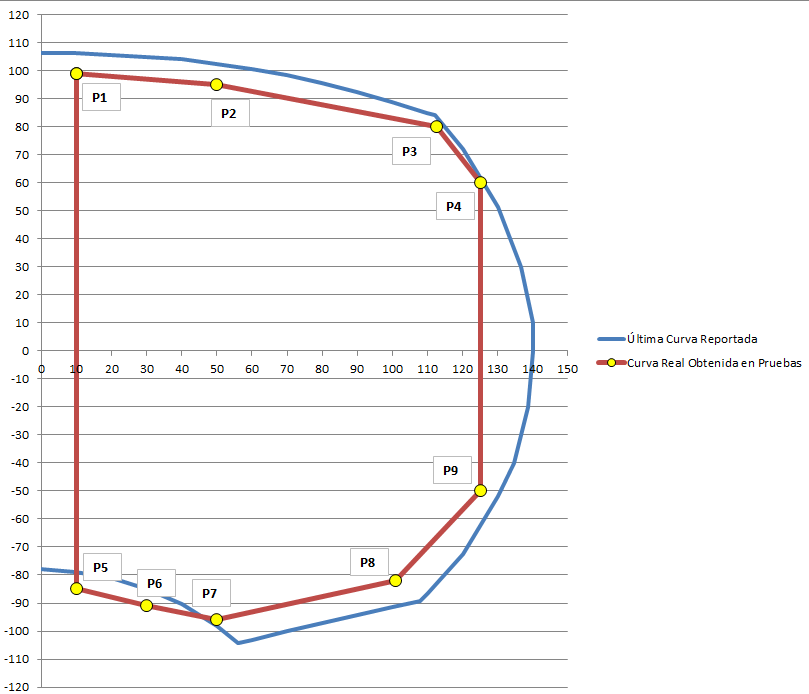 120
110
100
90
80
70
60
50
40
30
20
10
0
-10
-20
-30
-40
-50
-60
-70
-80
-90
-100
-110
-120
0 10 20 30 40 50 60 70 80 90 100 110 120 130 140 150
P1
P2
P3
P4
P9
P5
P6
P7
P8
Última Curva Reportada
Curva Real Obtenida en Pruebas